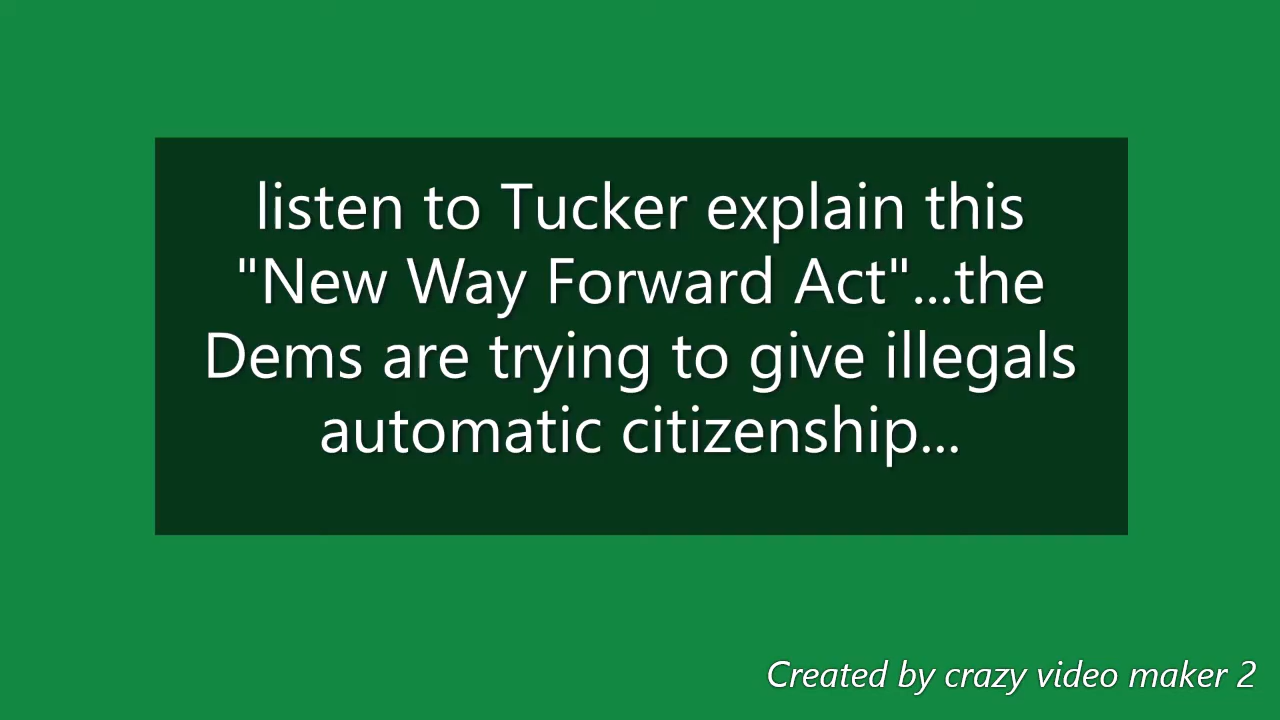 listen to Tucker explain this
"New Way Forward Act"...the
Dems are trying to give illegals
automatic citizenship...
Created by crazy video maker 2